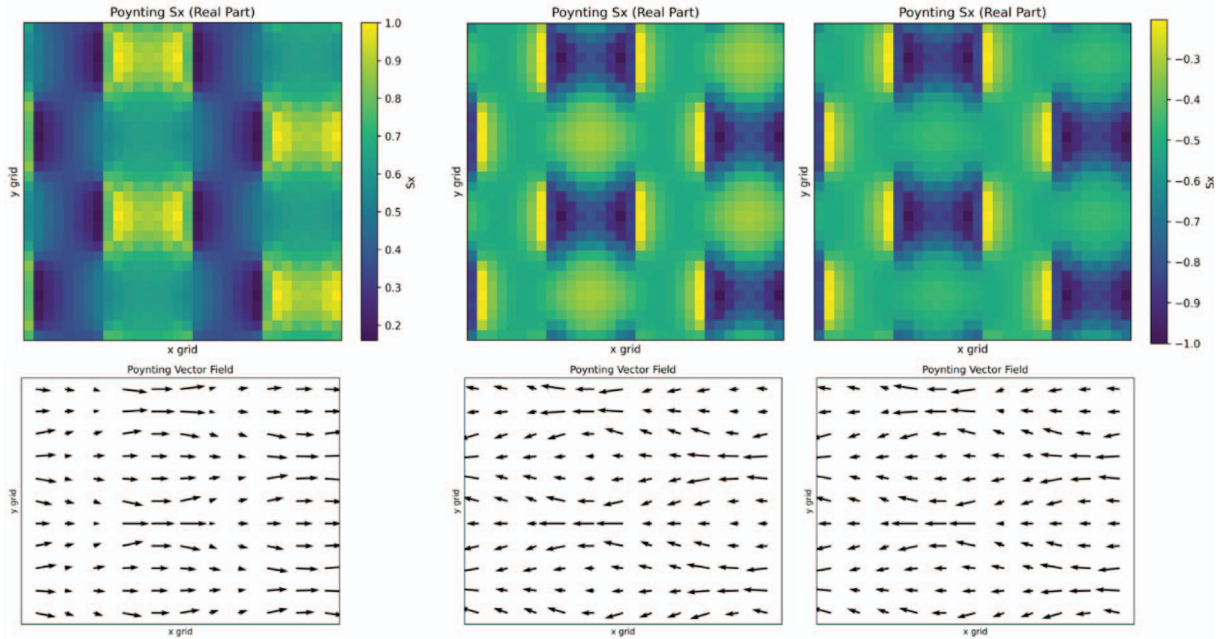 Poynting Sx (Real Part)
y grid
x grid
1.0
0.9
0.8
0.7
0.6
0.5
0.4
0.3
0.2
Sx
Poynting Sx (Real Part)
y grid
x grid
Poynting Sx (Real Part)
x grid
−0.3
−0.4
−0.5
−0.6
−0.7
−0.8
−0.9
−1.0
Sx
Poynting Vector Field
y grid
x grid
Poynting Vector Field
y grid
x grid
Poynting Vector Field
y grid
x grid